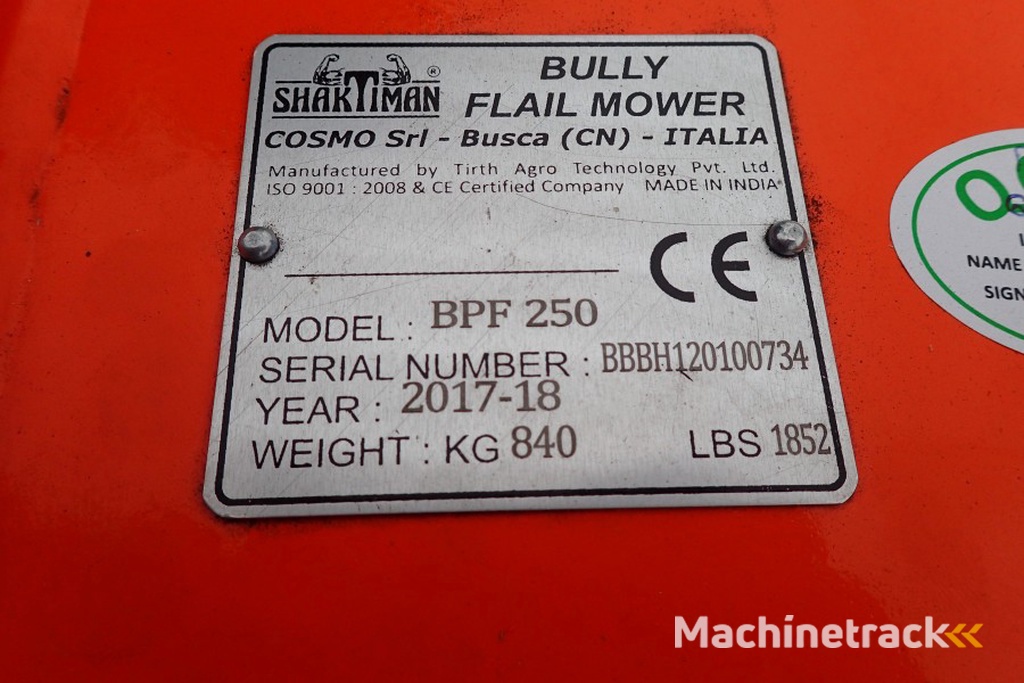 SHAKTIMAN ®
BULLY
FLAIL MOWER
COSMO Srl - Busca (CN) - ITALIA
Manufactured by Tirth Agro Technology Pvt. Ltd.
ISO 9001 : 2008 & CE Certified Company MADE IN INDIA
CE
MODEL : BPF 250
SERIAL NUMBER : BBBH120100734
YEAR : 2017-18
WEIGHT : KG 840 LBS 1852
NAME
SIGN
Machinetrack